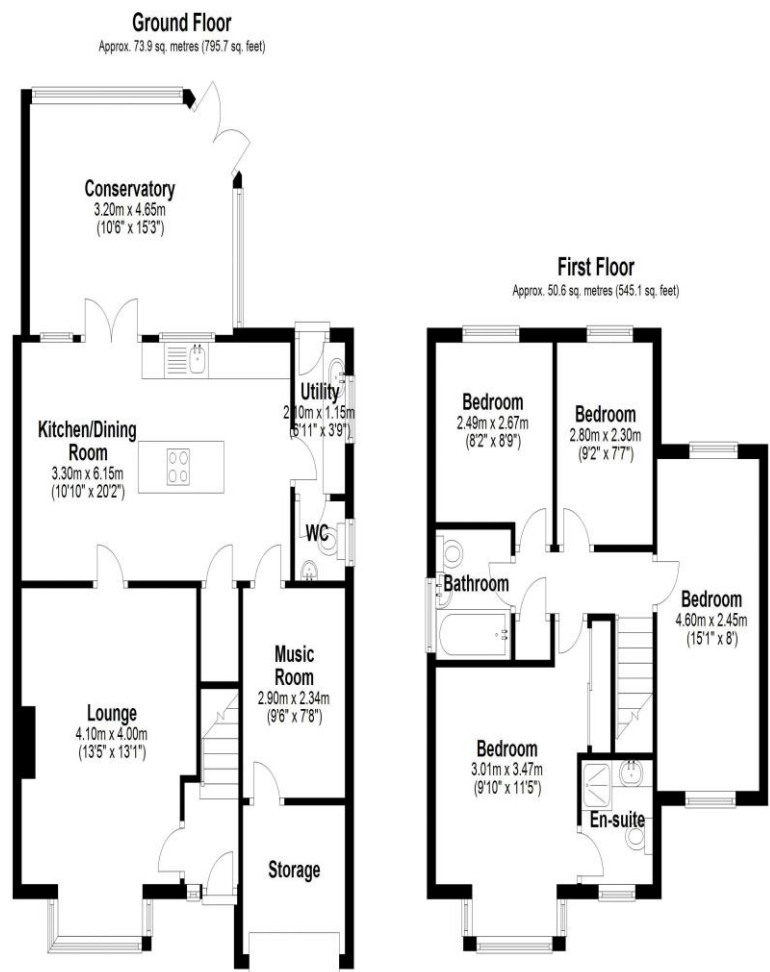 Ground Floor
Approx. 73.9 sq. metres (795.7 sq. feet)
Conservatory
3.20m x 4.65m
(10'6" x 15'3")
Kitchen/Dining
Room
3.30m x 6.15m
(10'10" x 20'2")
Utility
2.10m x 1.15m
(6'11" x 3'9")
WC
Lounge
4.10m x 4.00m
(13'5" x 13'1")
Music
Room
2.90m x 2.34m
(9'6" x 7'8")
Storage
First Floor
Approx. 50.6 sq. metres (545.1 sq. feet)
Bedroom
2.49m x 2.67m
(8'2" x 8'9")
Bedroom
2.80m x 2.30m
(9'2" x 7'7")
Bathroom
Bedroom
4.60m x 2.45m
(15'1" x 8')
Bedroom
3.01m x 3.47m
(9'10" x 11'5")
En-suite